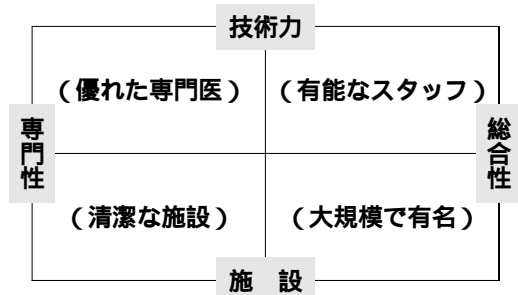 技術力
(優れた専門医)
(有能なスタッフ)
専門性
総合性
(清潔な施設)
(大規模で有名)
施 設